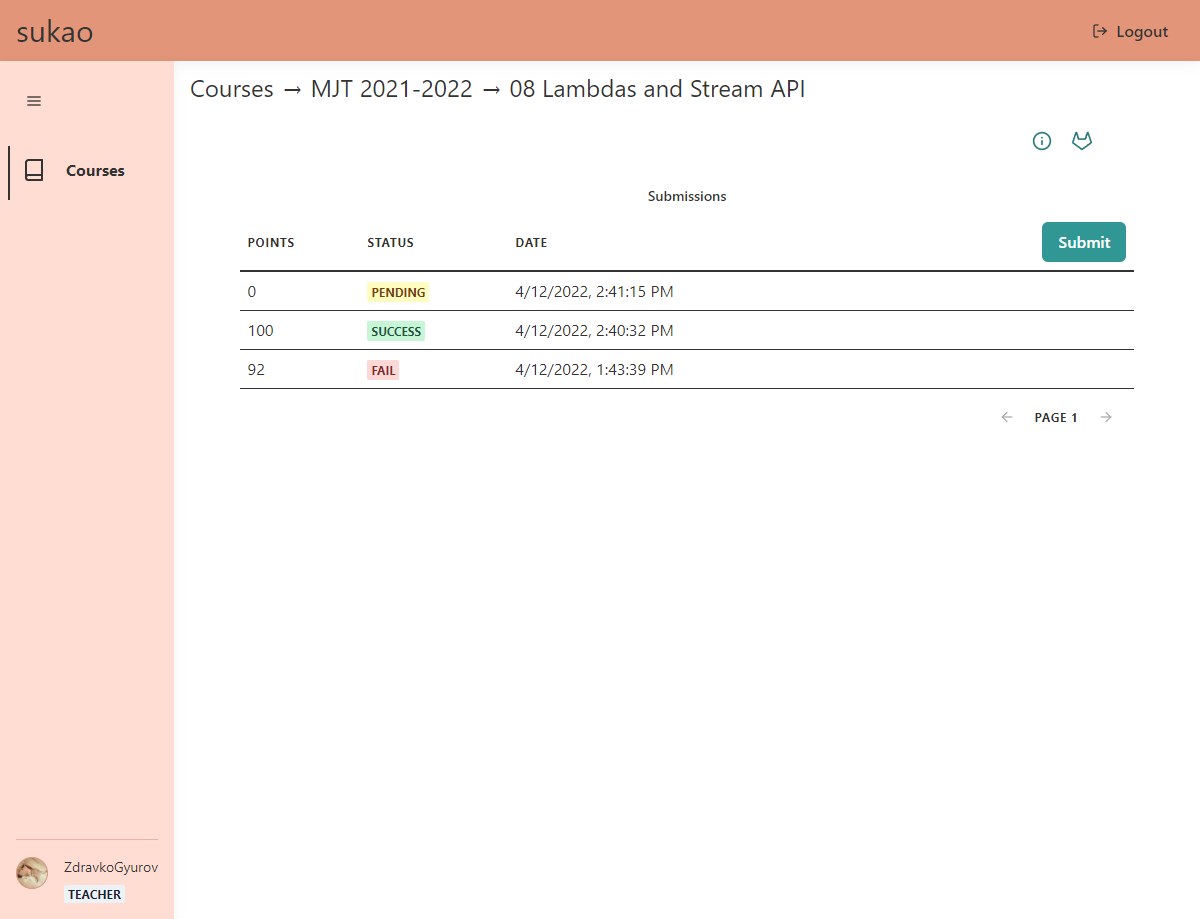 sukao
Logout
Courses → MJT 2021-2022 → 08 Lambdas and Stream API
Courses
Submissions
POINTS STATUS DATE Submit
0 PENDING 4/12/2022, 2:41:15 PM
100 SUCCESS 4/12/2022, 2:40:32 PM
92 FAIL 4/12/2022, 1:43:39 PM
PAGE 1
ZdravkoGyurov
TEACHER